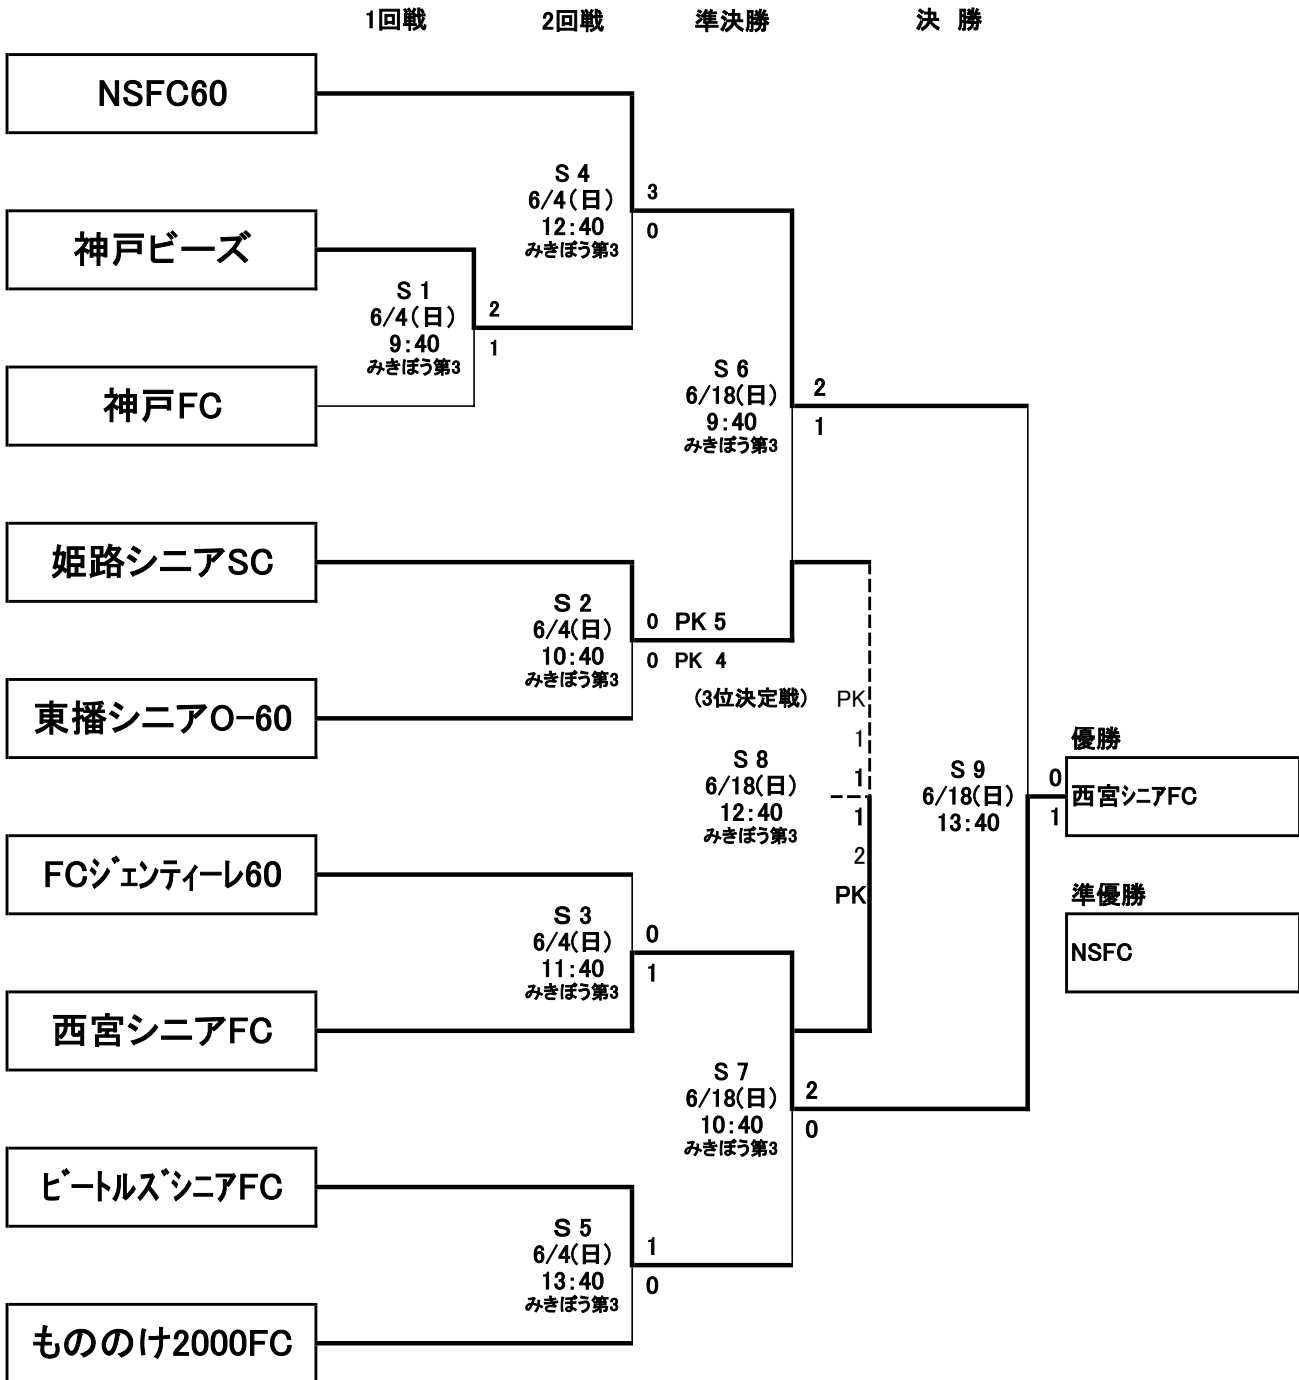 1回戦 2回戦 準決勝 決 勝
NSFC60
S 4
6/4(日)
12:40
みきぼう第3
3
0
神戸ビーズ
S 1
6/4(日)
9:40
みきぼう第3
2
1
神戸FC
S 6
6/18(日)
9:40
みきぼう第3
2
1
姫路シニアSC
S 2
6/4(日)
10:40
みきぼう第3
0 PK 5
0 PK 4
東播シニアO-60
(3位決定戦)
PK
1
1
S 8
6/18(日)
12:40
みきぼう第3
1
2
PK
S 9
6/18(日)
13:40
0
1
優勝
西宮シニアFC
準優勝
NSFC
FCジェンティーレ60
S 3
6/4(日)
11:40
みきぼう第3
0
1
西宮シニアFC
S 7
6/18(日)
10:40
みきぼう第3
2
0
ビートルズシニアFC
S 5
6/4(日)
13:40
みきぼう第3
1
0
もののけ2000FC